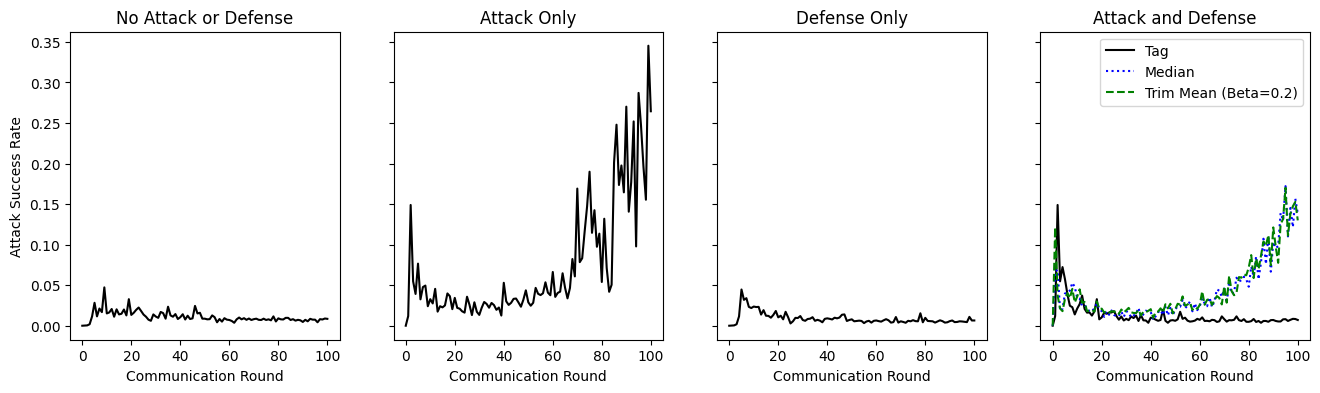 No Attack or Defense
Attack Only
Defense Only
Attack and Defense
Attack Success Rate
0.35
0.30
0.25
0.20
0.15
0.10
0.05
0.00
Tag
Median
Trim Mean (Beta=0.2)
0 20 40 60 80 100
0 20 40 60 80 100
0 20 40 60 80 100
0 20 40 60 80 100
Communication Round
Communication Round
Communication Round
Communication Round